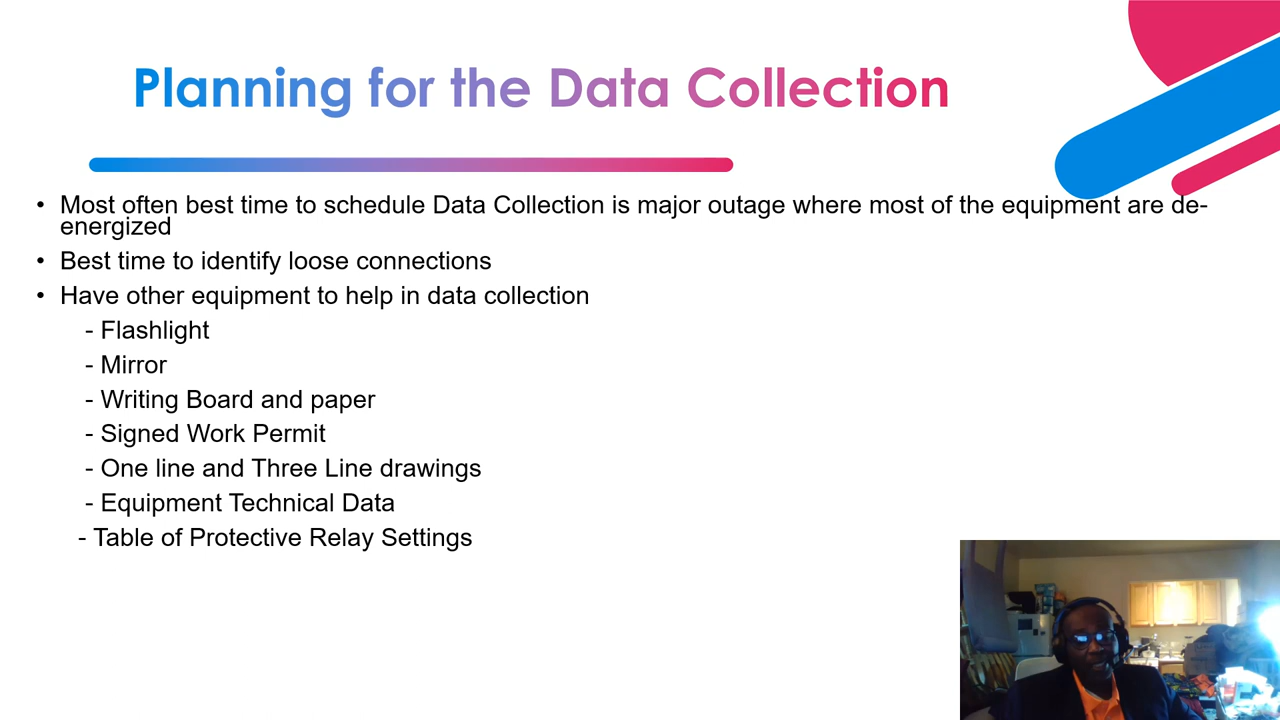 Planning for the Data Collection
• Most often best time to schedule Data Collection is major outage where most of the equipment are de-
energized
• Best time to identify loose connections
• Have other equipment to help in data collection
- Flashlight
- Mirror
- Writing Board and paper
- Signed Work Permit
- One line and Three Line drawings
- Equipment Technical Data
- Table of Protective Relay Settings